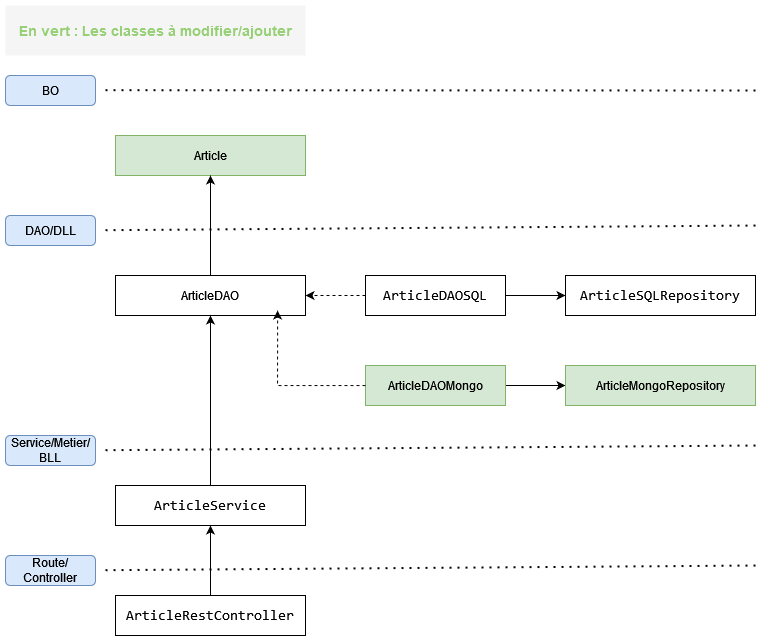 En vert : Les classes à modifier/ajouter
BO
Article
DAO/DLL
ArticleDAO
ArticleDAOSQL
ArticleSQLRepository
ArticleDAOMongo
ArticleMongoRepository
Service/Metier/
BLL
ArticleService
Route/
Controller
ArticleRestController